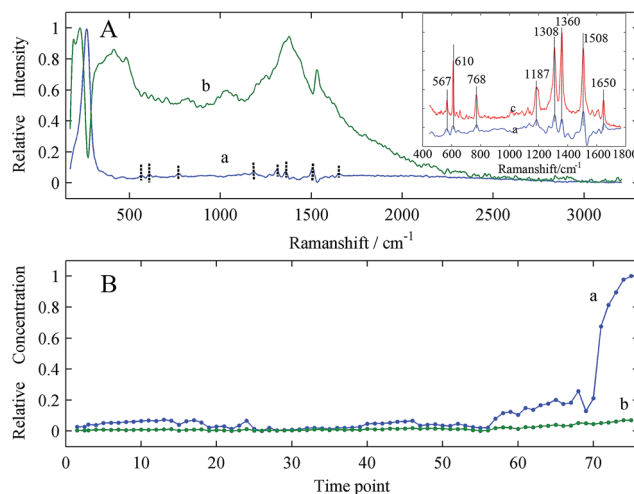 A
Relative Intensity
1
0.8
0.6
0.4
0.2
0
b
a
500 1000 1500 2000 2500 3000
Ramanshift / cm-1
1360
1308 1508
610
567 768 1187 1650
c
a
400 600 800 1000 1200 1400 1600 1800
Ramanshift/cm-1
B
Relative Concentration
1
0.8
0.6
0.4
0.2
0
a
b
0 10 20 30 40 50 60 70
Time point